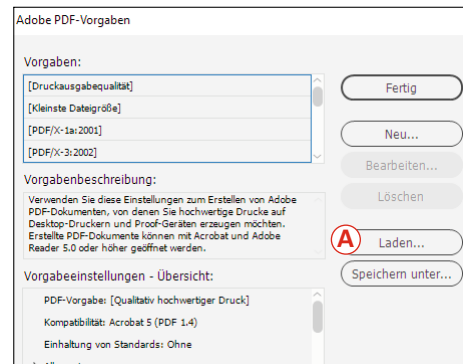 Adobe PDF-Vorgaben
Vorgaben:
[Druckausgabequalität]
[Kleinste Dateigröße]
[PDF/X-1a:2001]
[PDF/X-3:2002]
Fertig
Neu...
Bearbeiten...
Löschen
A
Laden...
Speichern unter...
Vorgabenbeschreibung:
Verwenden Sie diese Einstellungen zum Erstellen von Adobe
PDF-Dokumenten, von denen Sie hochwertige Drucke auf
Desktop-Druckern und Proof-Geräten erzeugen möchten.
Erstellte PDF-Dokumente können mit Acrobat und Adobe
Reader 5.0 oder höher geöffnet werden.
Vorgabeeinstellungen - Übersicht:
PDF-Vorgabe: [Qualitativ hochwertiger Druck]
Kompatibilität: Acrobat 5 (PDF 1.4)
Einhaltung von Standards: Ohne